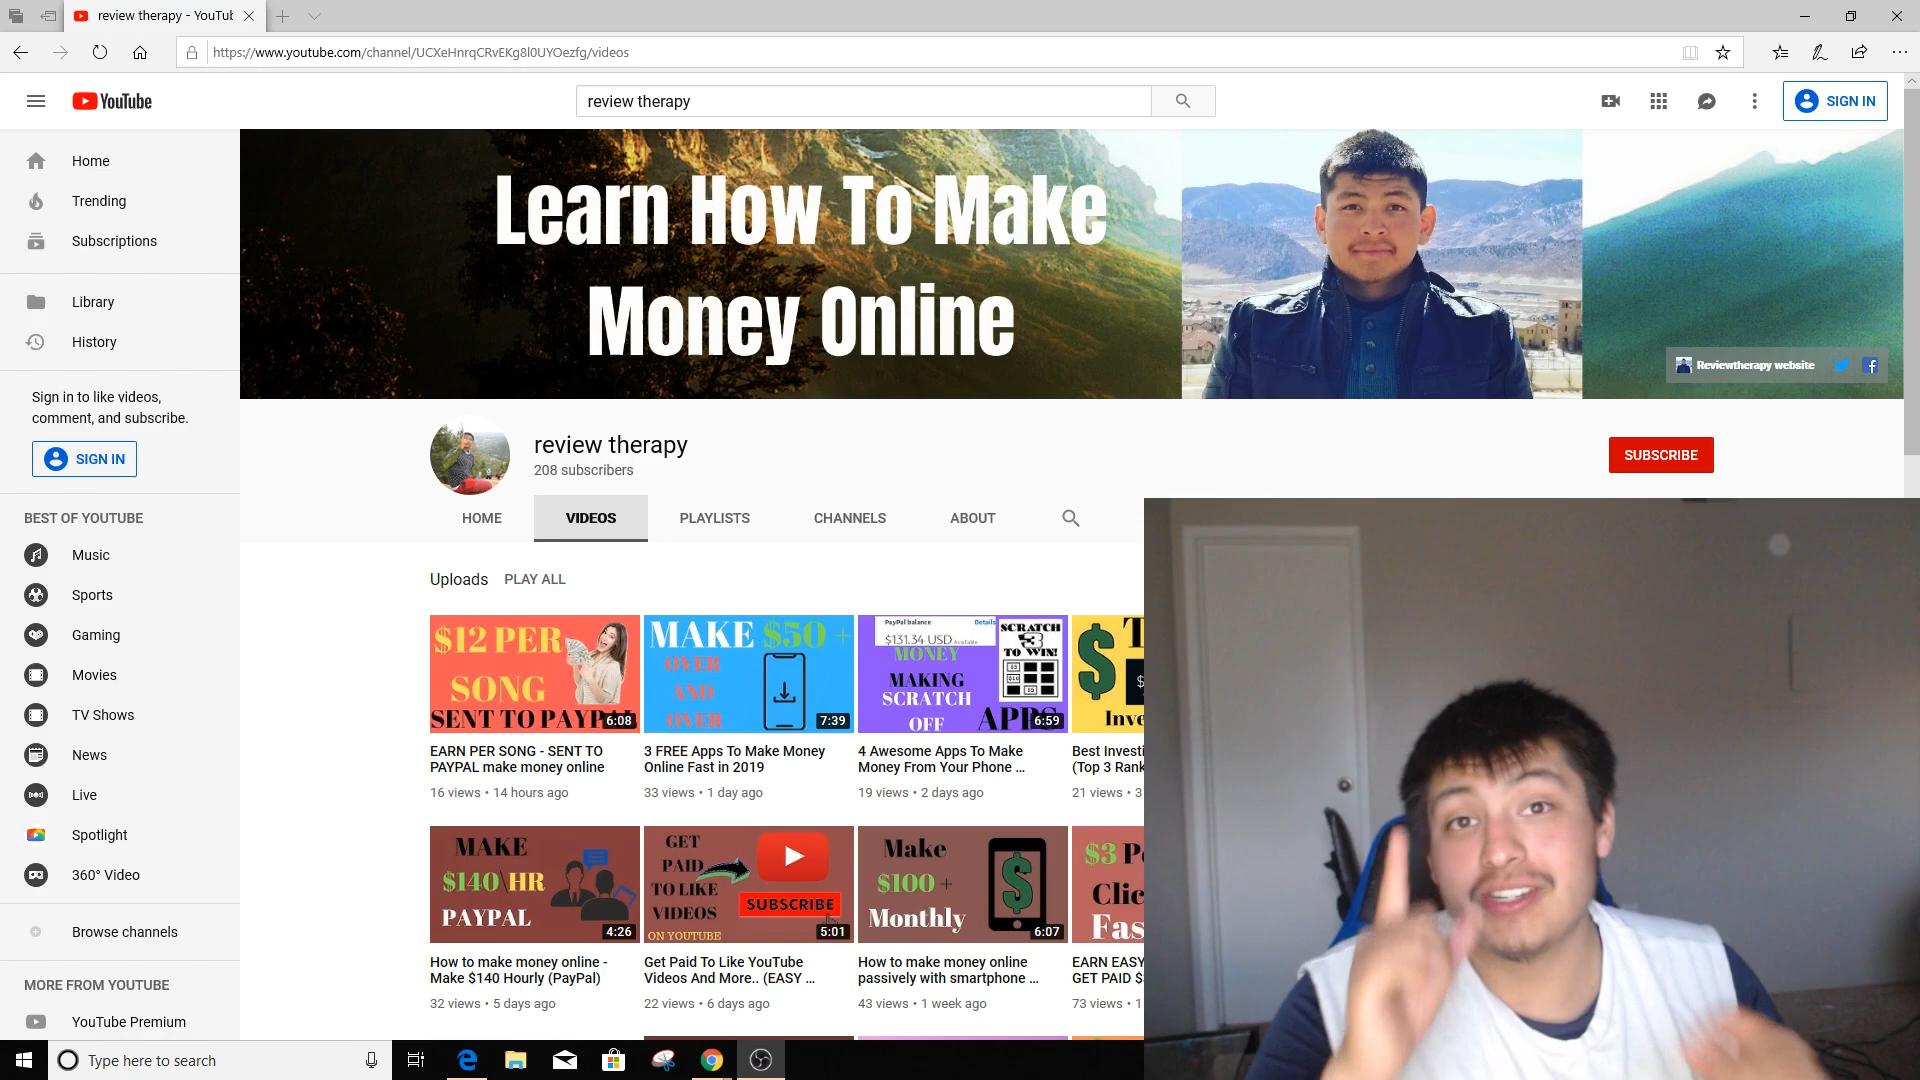 review therapy - YouTub
https://www.youtube.com/channel/UCXeHnrqCRvEKg8l0UYOezfg/videos
YouTube
review therapy
SIGN IN
Home
Trending
Subscriptions
Library
History
Sign in to like videos,
comment, and subscribe.
SIGN IN
BEST OF YOUTUBE
Music
Sports
Gaming
Movies
TV Shows
News
Live
Spotlight
360° Video
Browse channels
MORE FROM YOUTUBE
YouTube Premium
Learn How To Make
Money Online
Reviewtherapy website
review therapy
208 subscribers
SUBSCRIBE
HOME VIDEOS PLAYLISTS CHANNELS ABOUT
Uploads PLAY ALL
$12 PER
SONG
SENT TO PAYPAL
6:08
EARN PER SONG - SENT TO
PAYPAL make money online
16 views • 14 hours ago
MAKE $50 +
OVER
AND
OVER
7:39
3 FREE Apps To Make Money
Online Fast in 2019
33 views • 1 day ago
PayPal balance Details
$131.34 USD Available
MONEY
MAKING
SCRATCH
OFF
APPS
SCRATCH
3
TO WIN!
6:59
4 Awesome Apps To Make
Money From Your Phone ...
19 views • 2 days ago
$ T
$
Inve
Best Investi
(Top 3 Rank
21 views • 3
MAKE
$140\HR
PAYPAL
4:26
How to make money online -
Make $140 Hourly (PayPal)
32 views • 5 days ago
GET
PAID
TO LIKE
VIDEOS
ON YOUTUBE
SUBSCRIBE
5:01
Get Paid To Like YouTube
Videos And More.. (EASY ...
22 views • 6 days ago
Make
$100 +
Monthly
$
6:07
How to make money online
passively with smartphone ...
43 views • 1 week ago
$3 P
Clic
Fas
EARN EASY
GET PAID $
73 views • 1
Type here to search